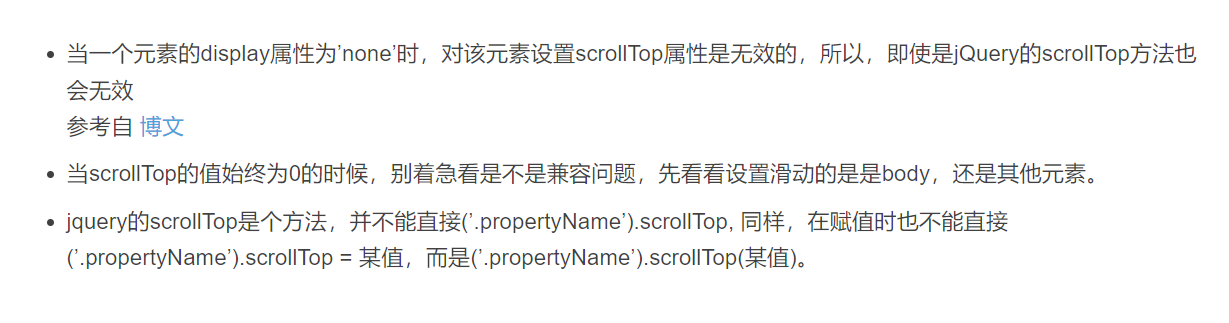 当一个元素的display属性为’none’时，对该元素设置scrollTop属性是无效的，所以，即使是jQuery的scrollTop方法也
会无效
参考自 博文
当scrollTop的值始终为0的时候，别着急看是不是兼容问题，先看看设置滑动的是是body，还是其他元素。
jquery的scrollTop是个方法，并不能直接(’.propertyName’).scrollTop, 同样，在赋值时也不能直接
(’.propertyName’).scrollTop = 某值，而是(’.propertyName’).scrollTop(某值)。